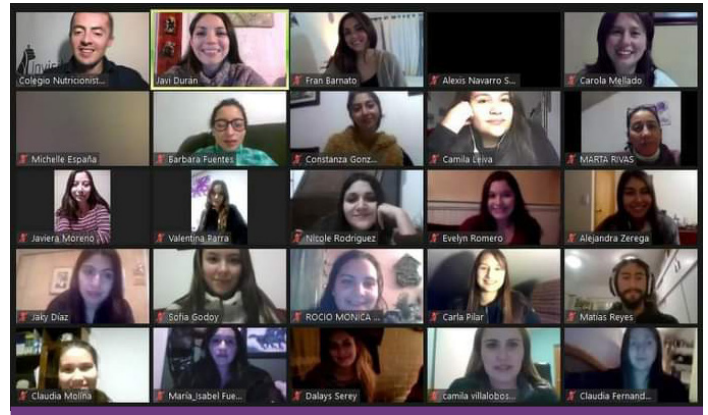 Colegio Nutricionist...
Javi Durán
Fran Barnato
Alexis Navarro S...
Carola Mellado
Michelle España
Barbara Fuentes
Constanza Gonz...
Camila Leiva
MARTA RIVAS
Javiera Moreno
Valentina Parra
Nicole Rodriguez
Evelyn Romero
Alejandra Zerega
Jaky Díaz
Sofia Godoy
ROCIO MONICA ...
Carla Pilar
Matías Reyes
Claudia Molina
María_Isabel Fue...
Dalays Serey
camila villalobos...
Claudia Fernand...